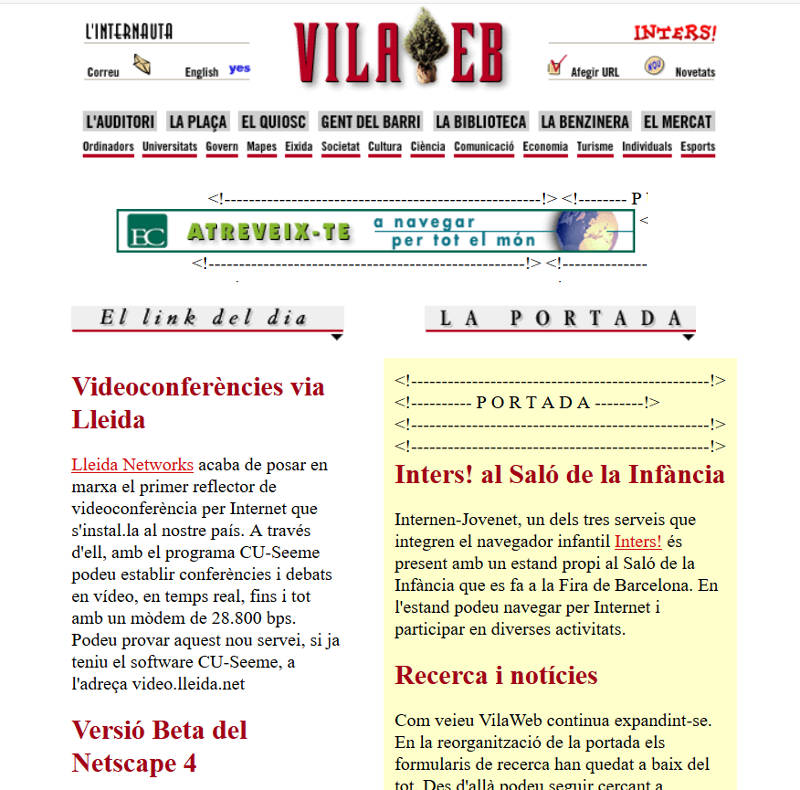 L'INTERNAUTA
VILAWEB
INTERS!
Correu
English yes
Afegir URL
NOU Novetats
L'AUDITORI LA PLAÇA EL QUIOSC GENT DEL BARRI LA BIBLIOTECA LA BENZINERA EL MERCAT
Ordinadors Universitats Govern Mapes Eixida Societat Cultura Ciència Comunicació Economia Turisme Individuals Esports
<!----------------------------------------------------!> <!-------- P
BC ATREVEIX-TE a navegar
per tot el món
<
<!----------------------------------------------------!> <!--------------
El link del dia
LA PORTADA
Videoconferències via
Lleida
Lleida Networks acaba de posar en
marxa el primer reflector de
videoconferència per Internet que
s'instal.la al nostre país. A través
d'ell, amb el programa CU-Seeme
podeu establir conferències i debats
en vídeo, en temps real, fins i tot
amb un mòdem de 28.800 bps.
Podeu provar aquest nou servei, si ja
teniu el software CU-Seeme, a
l'adreça video.lleida.net
Versió Beta del
Netscape 4
<!-------------------------------------------------!>
<!---------- P O R T A D A --------!>
<!-------------------------------------------------!>
<!-------------------------------------------------!>
Inters! al Saló de la Infància
Internen-Jovenet, un dels tres serveis que
integren el navegador infantil Inters! és
present amb un estand propi al Saló de la
Infància que es fa a la Fira de Barcelona. En
l'estand podeu navegar per Internet i
participar en diverses activitats.
Recerca i notícies
Com veieu VilaWeb continua expandint-se.
En la reorganització de la portada els
formularis de recerca han quedat a baix del
tot. Des d'allà podeu seguir cercant a